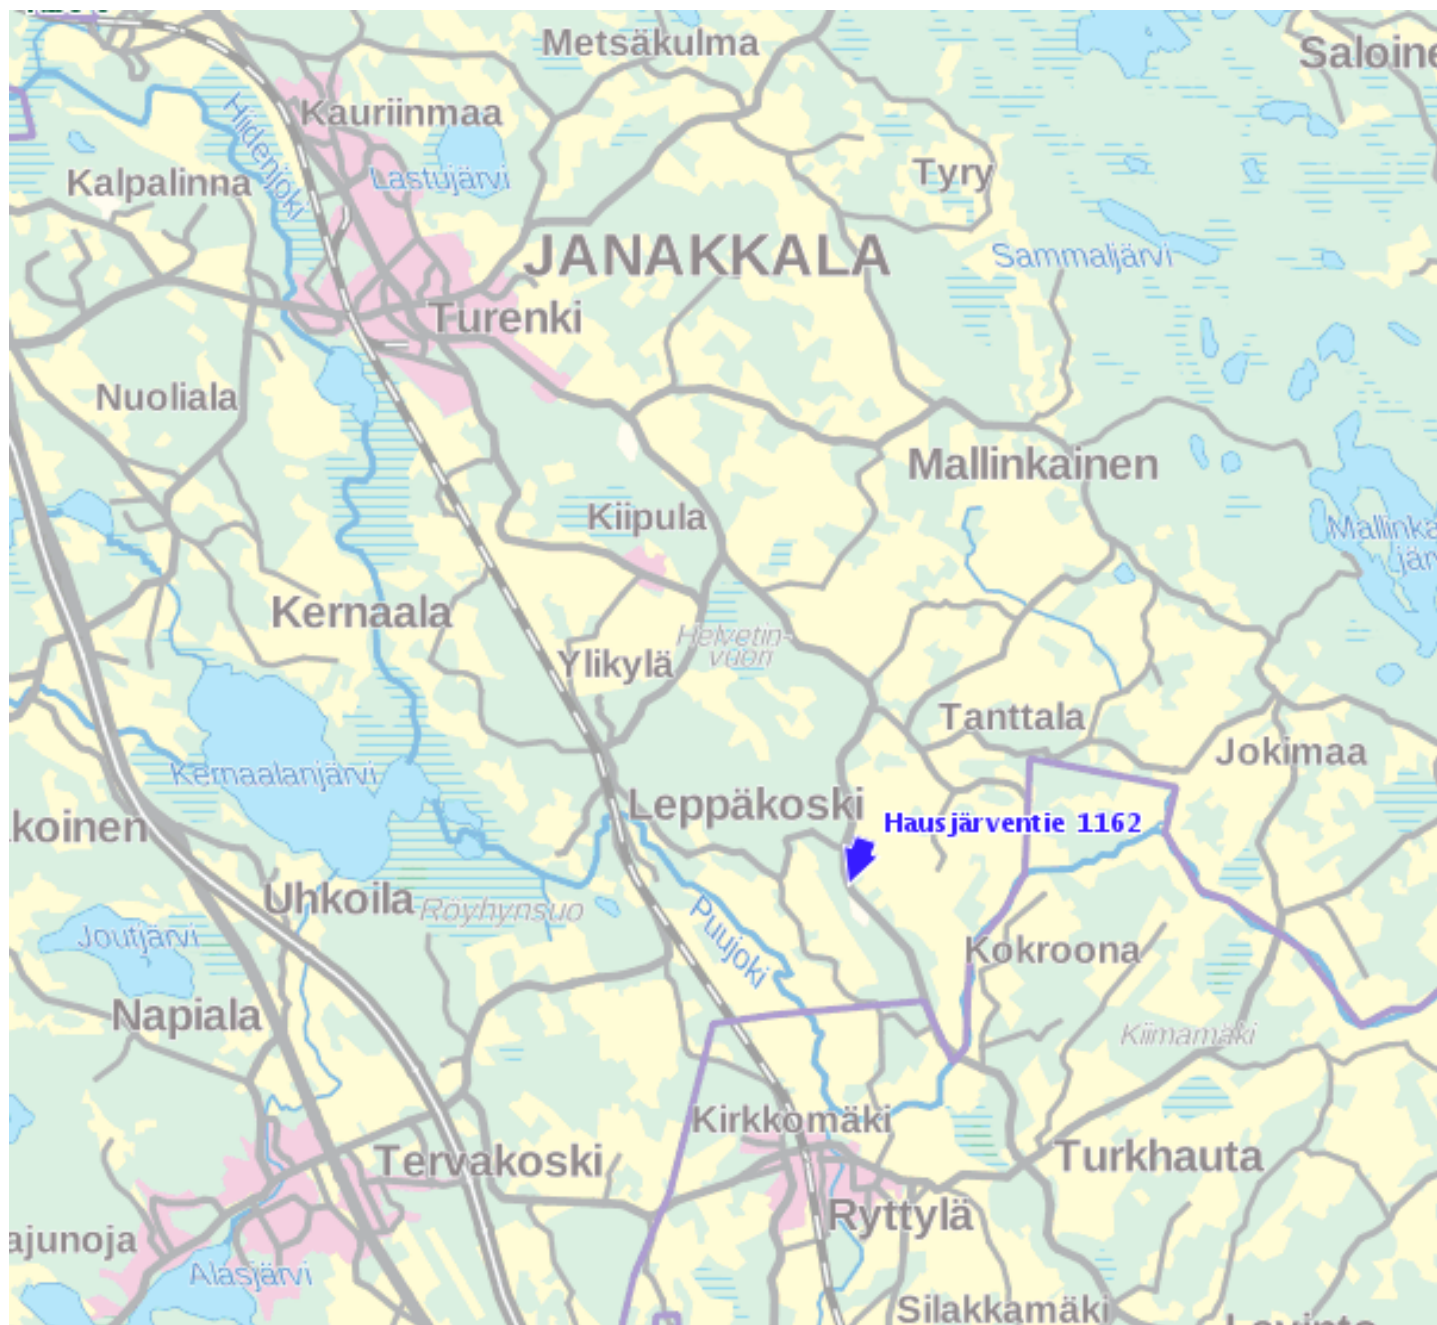 Metsäkulma
Saloine
Kauriinmaa
Hiidenjoki
Lastujärvi
Kalpalinna
Tyry
JANAKKALA
Sammaljärvi
Turenki
Nuoliala
Mallinkainen
Kiipula
Mallinka
järv
Kernaala
Helvetin-
vuori
Ylikylä
Tanttala
Jokimaa
Kernaalanjärvi
Leppäkoski
Hausjärventie 1162
koinen
Uhkoila
Röyhynsuo
Joutjärvi
Puujoki
Kokroona
Napiala
Kiimamäki
Kirkkomäki
Tervakoski
Turkhauta
Ryttylä
ajunoja
Alasjärvi
Silakkamäki